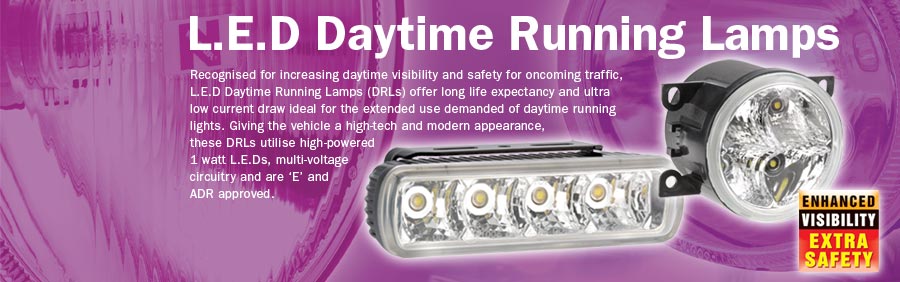 L.E.D Daytime Running Lamps
Recognised for increasing daytime visibility and safety for oncoming traffic,
L.E.D Daytime Running Lamps (DRLs) offer long life expectancy and ultra
low current draw ideal for the extended use demanded of daytime running
lights. Giving the vehicle a high-tech and modern appearance,
these DRLs utilise high-powered
1 watt L.E.Ds, multi-voltage
circuitry and are ‘E’ and
ADR approved.
ENHANCED
VISIBILITY
EXTRA
SAFETY